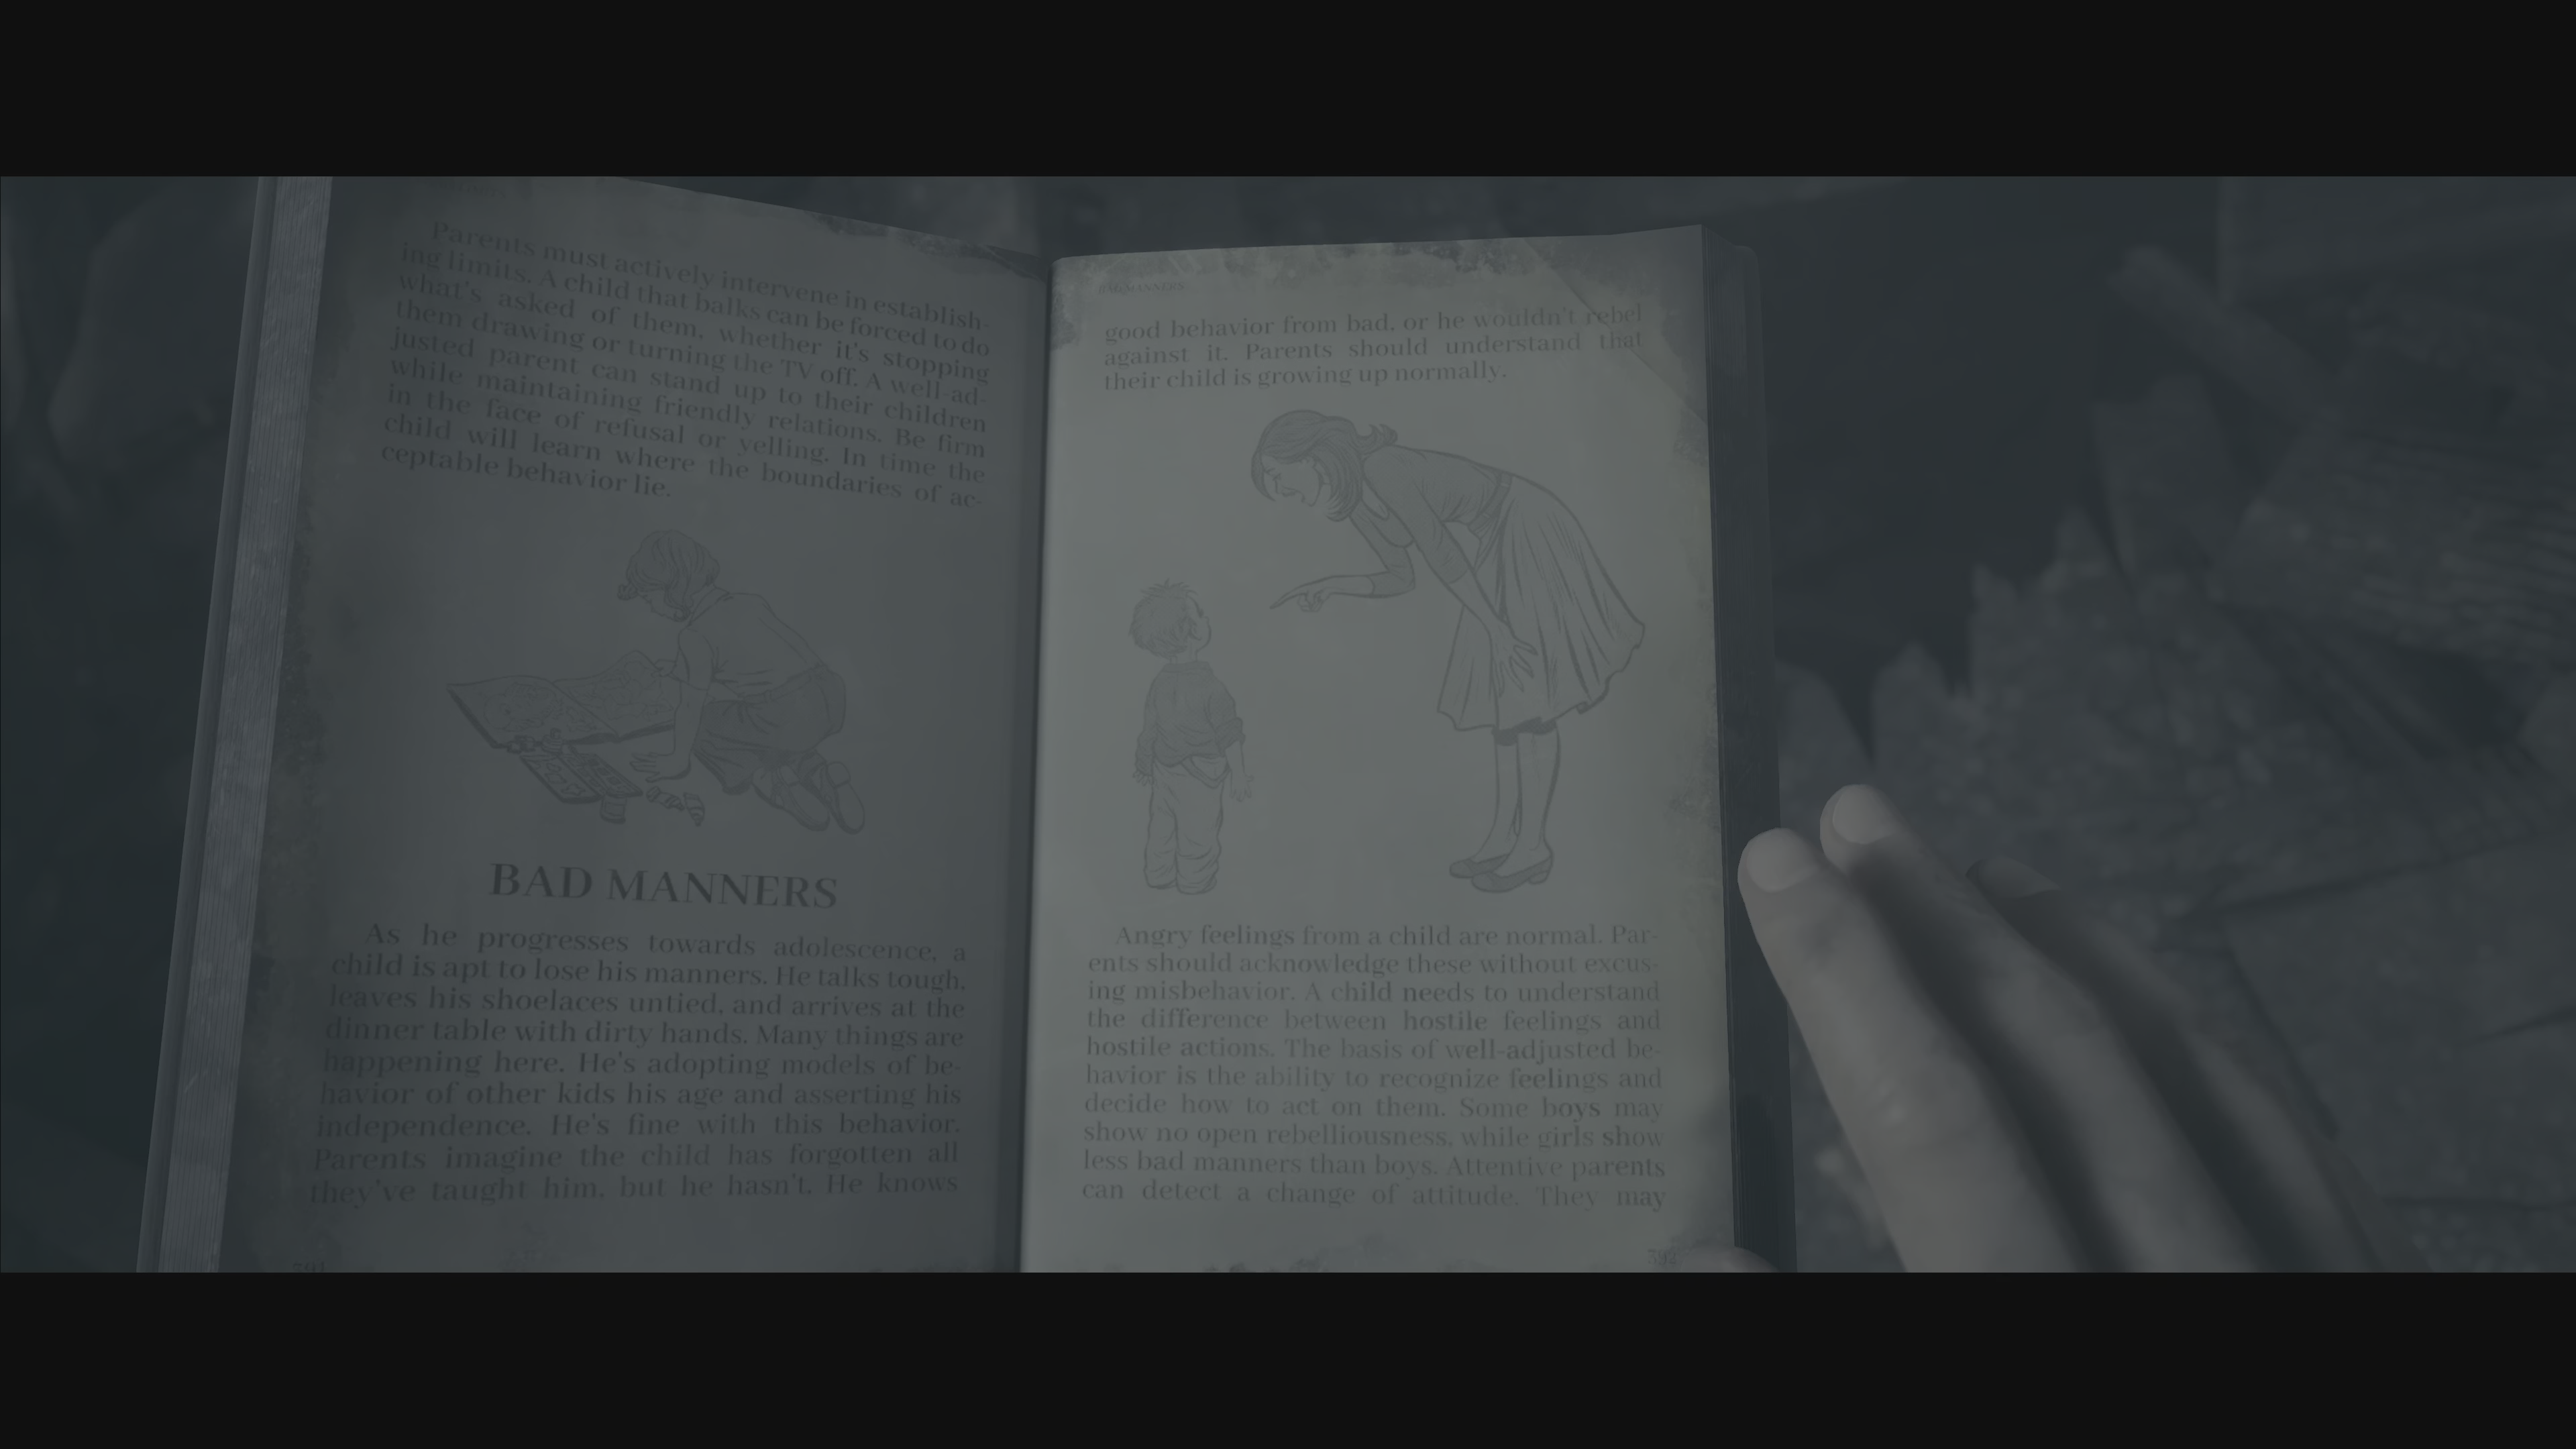 Parents must actively intervene in establish-
ing limits. A child that balks can be forced to do
what's asked of them, whether it's stopping
them drawing or turning the TV off. A well-ad-
justed parent can stand up to their children
while maintaining friendly relations. Be firm
in the face of refusal or yelling. In time the
child will learn where the boundaries of ac-
ceptable behavior lie.
BAD MANNERS
As he progresses towards adolescence, a
child is apt to lose his manners. He talks tough,
leaves his shoelaces untied, and arrives at the
dinner table with dirty hands. Many things are
happening here. He's adopting models of be-
havior of other kids his age and asserting his
independence. He's fine with this behavior.
Parents imagine the child has forgotten all
they've taught him, but he hasn't. He knows
591
BAD MANNERS
good behavior from bad, or he wouldn't rebel
against it. Parents should understand that
their child is growing up normally.
Angry feelings from a child are normal. Par-
ents should acknowledge these without excus-
ing misbehavior. A child needs to understand
the difference between hostile feelings and
hostile actions. The basis of well-adjusted be-
havior is the ability to recognize feelings and
decide how to act on them. Some boys may
show no open rebelliousness, while girls show
less bad manners than boys. Attentive parents
can detect a change of attitude. They may
592